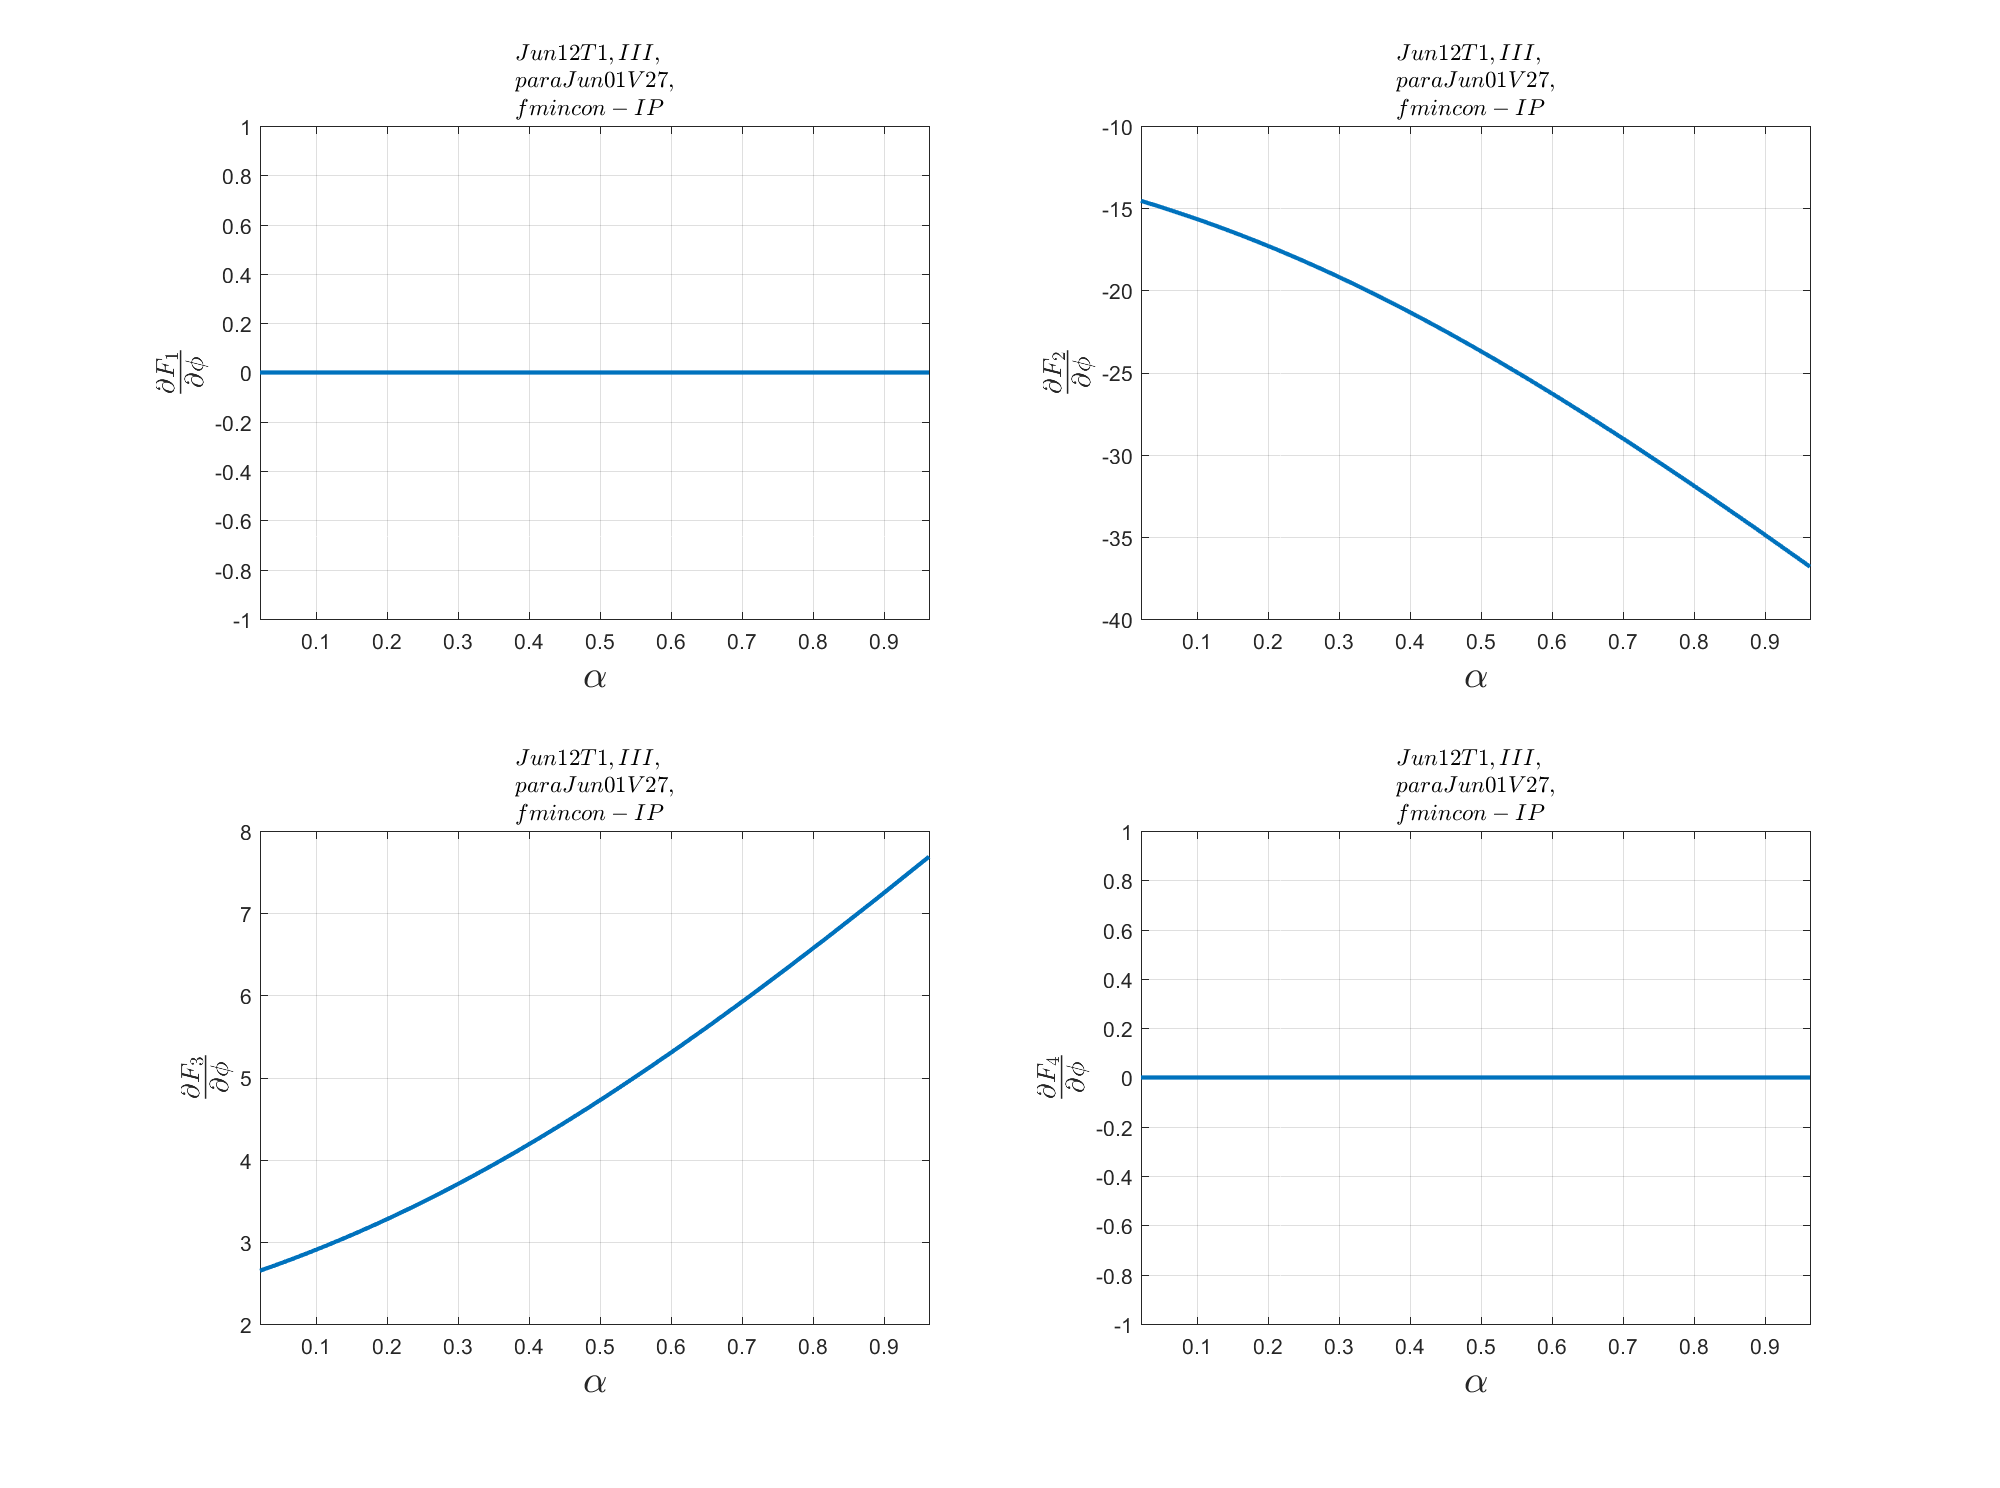 Jun12T1, III,
paraJun01V27,
fmincon − IP
1
0.8
0.6
0.4
0.2
0
-0.2
-0.4
-0.6
-0.8
-1
∂F₁/∂ϕ
0.1 0.2 0.3 0.4 0.5 0.6 0.7 0.8 0.9
α
Jun12T1, III,
paraJun01V27,
fmincon − IP
-10
-15
-20
-25
-30
-35
-40
∂F₂/∂ϕ
0.1 0.2 0.3 0.4 0.5 0.6 0.7 0.8 0.9
α
Jun12T1, III,
paraJun01V27,
fmincon − IP
8
7
6
5
4
3
2
∂F₃/∂ϕ
0.1 0.2 0.3 0.4 0.5 0.6 0.7 0.8 0.9
α
Jun12T1, III,
paraJun01V27,
fmincon − IP
1
0.8
0.6
0.4
0.2
0
-0.2
-0.4
-0.6
-0.8
-1
∂F₄/∂ϕ
0.1 0.2 0.3 0.4 0.5 0.6 0.7 0.8 0.9
α